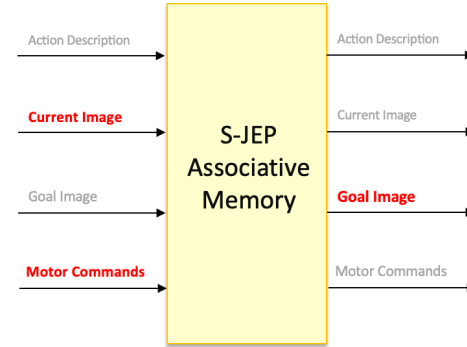 Action Description
Current Image
Goal Image
Motor Commands
S-JEP
Associative
Memory
Action Description
Current Image
Goal Image
Motor Commands